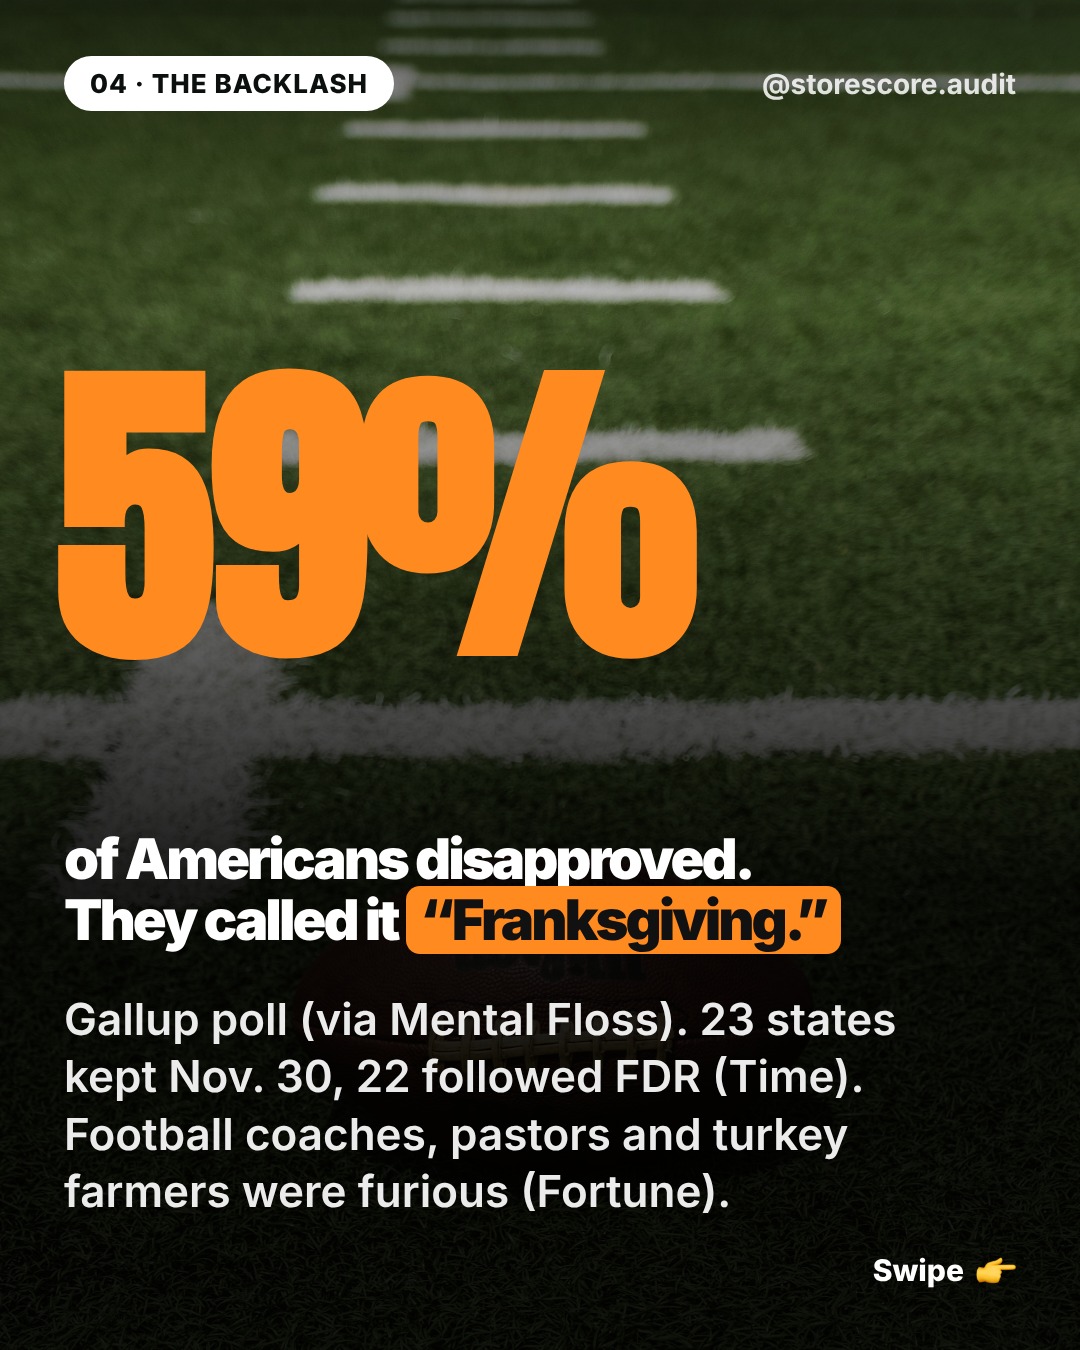 04 · THE BACKLASH
@storescore.audit
59%
of Americans disapproved.
They called it “Franksgiving.”
Gallup poll (via Mental Floss). 23 states
kept Nov. 30, 22 followed FDR (Time).
Football coaches, pastors and turkey
farmers were furious (Fortune).
Swipe 👉